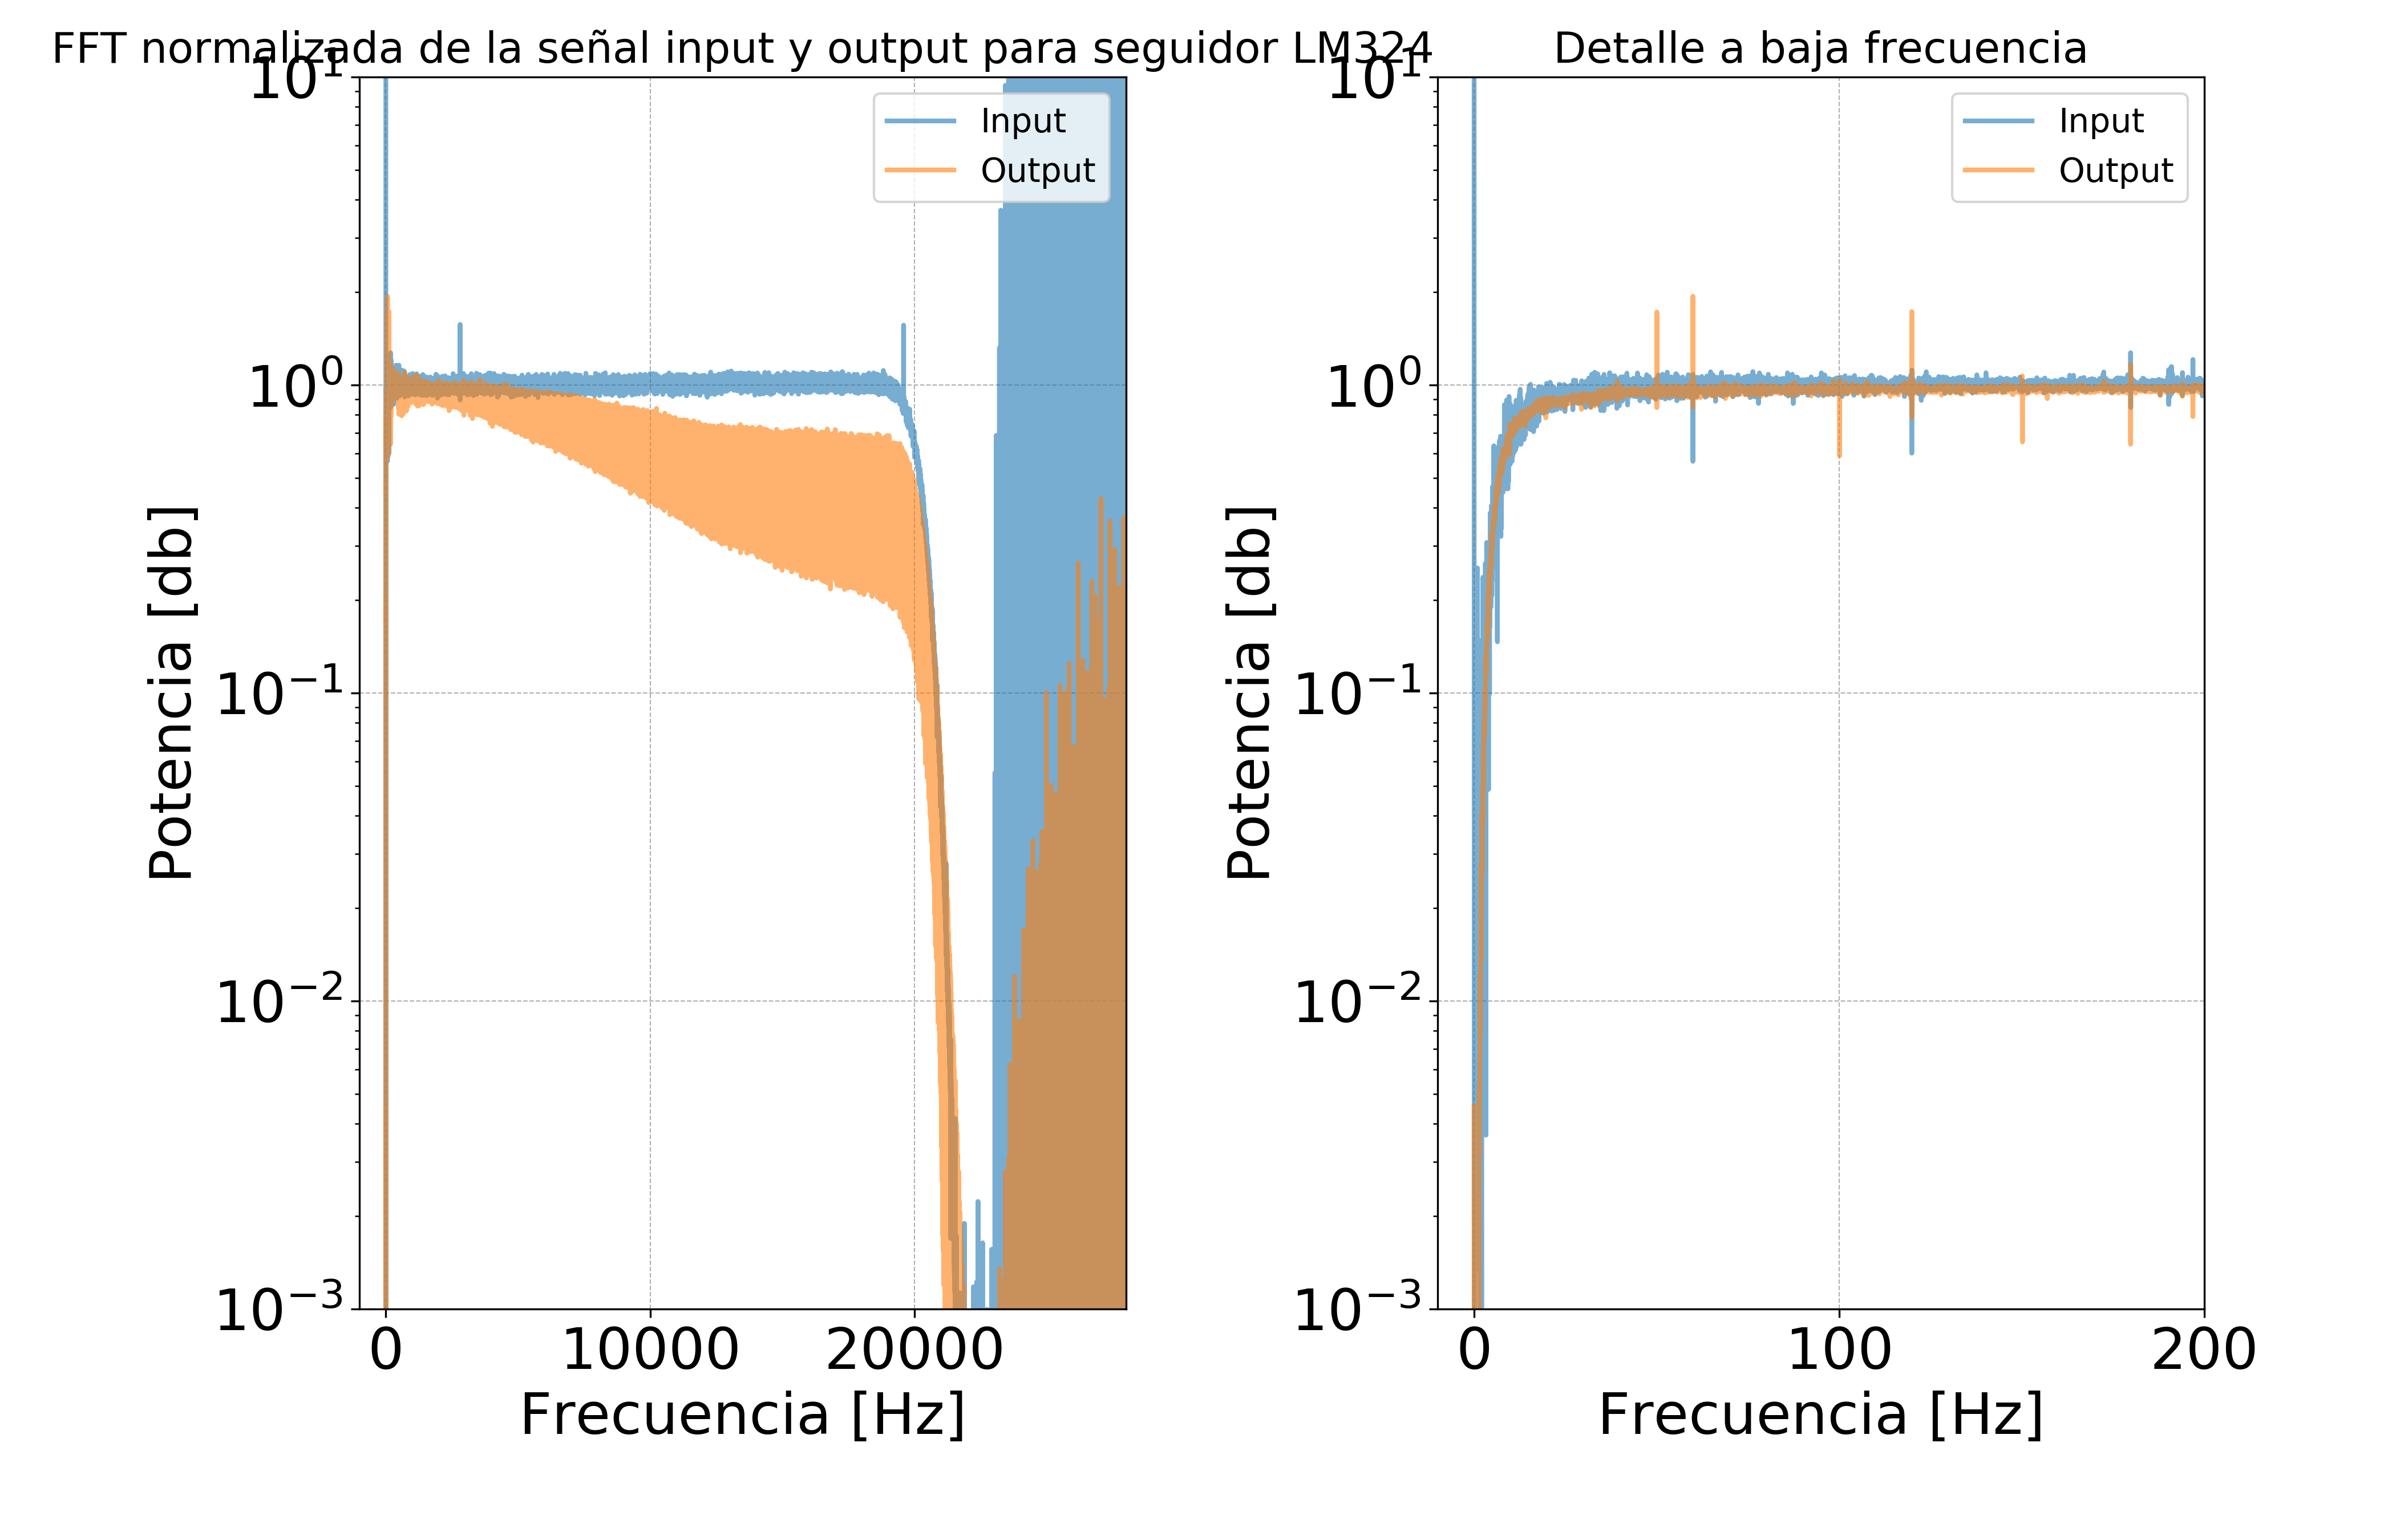 FFT normalizada de la señal input y output para seguidor LM324
10¹
10⁰
10⁻¹
10⁻²
10⁻³
Potencia [db]
Input
Output
0 10000 20000
Frecuencia [Hz]
Detalle a baja frecuencia
10¹
10⁰
10⁻¹
10⁻²
10⁻³
Potencia [db]
Input
Output
0 100 200
Frecuencia [Hz]